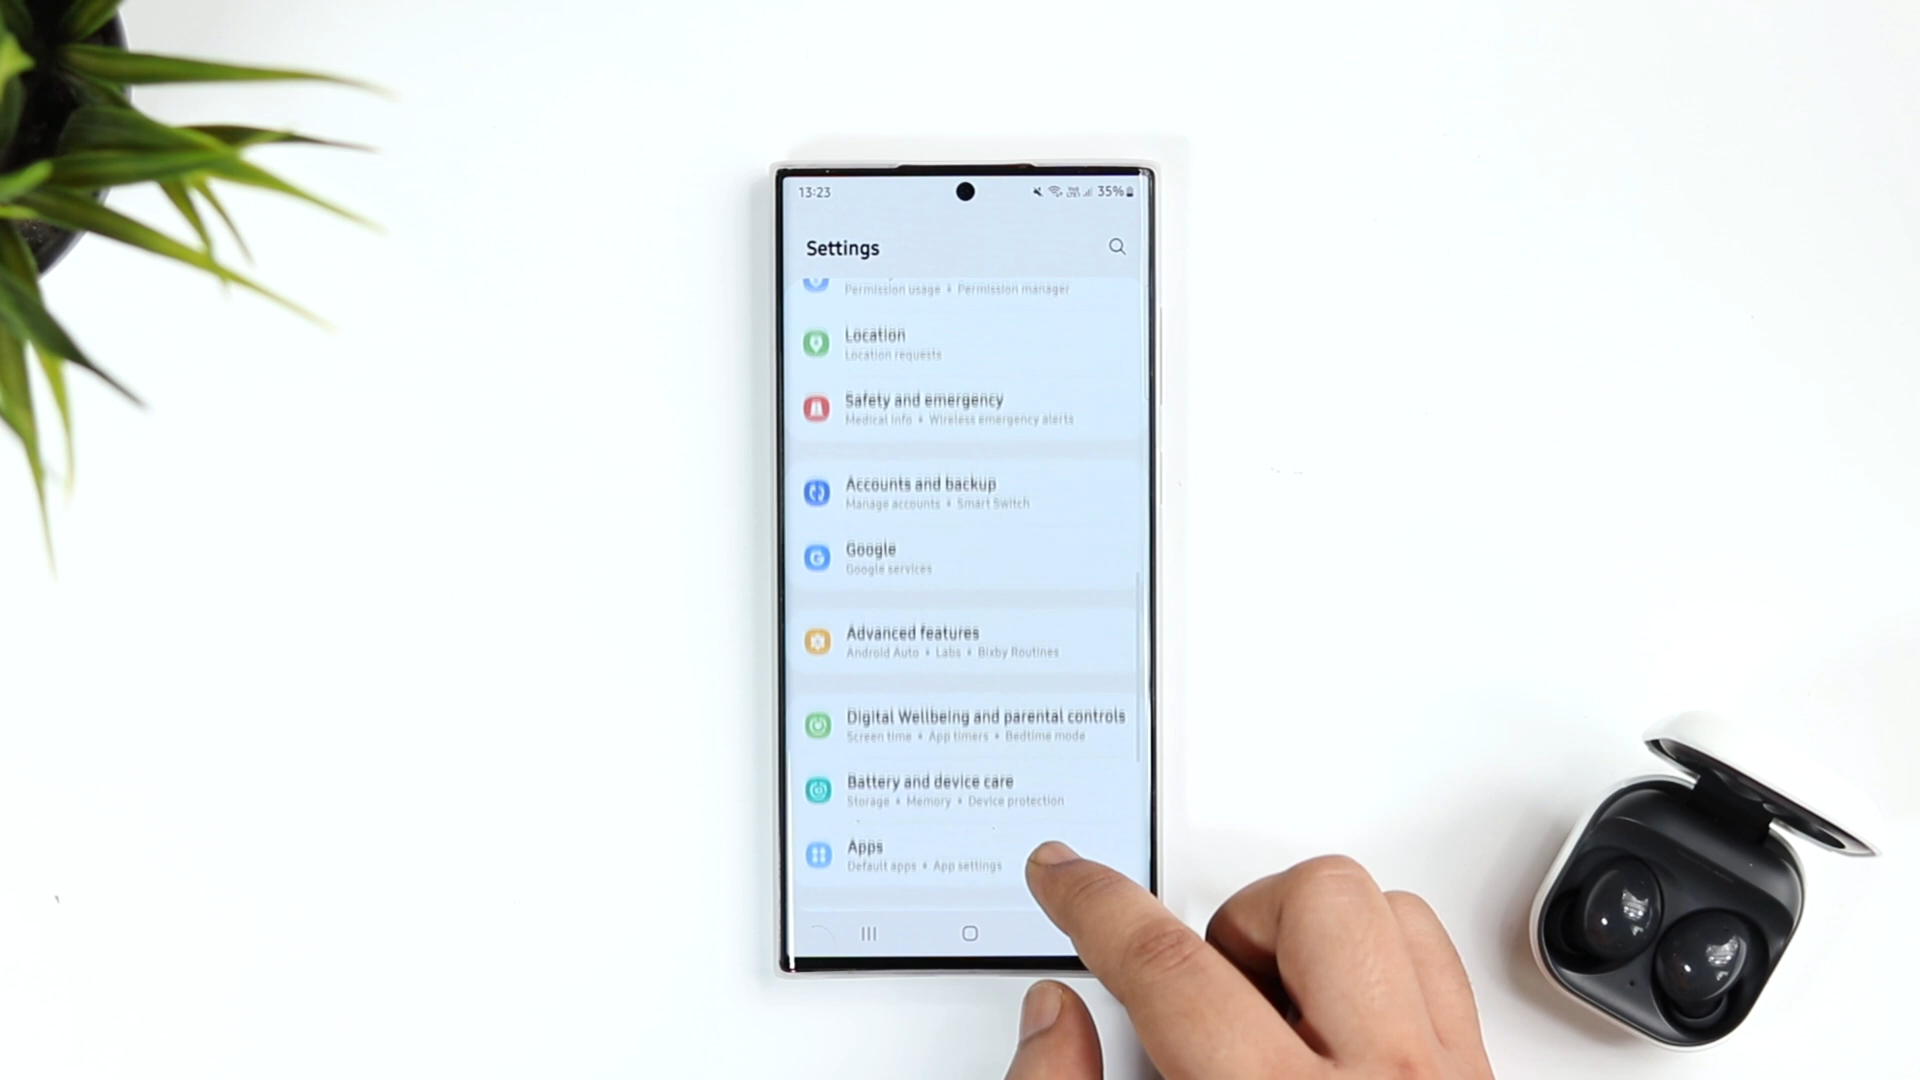 13:23
35%
Settings
Permission usage • Permission manager
Location
Location requests
Safety and emergency
Medical info • Wireless emergency alerts
Accounts and backup
Manage accounts • Smart Switch
Google
Google services
Advanced features
Android Auto • Labs • Bixby Routines
Digital Wellbeing and parental controls
Screen time • App timers • Bedtime mode
Battery and device care
Storage • Memory • Device protection
Apps
Default apps • App settings